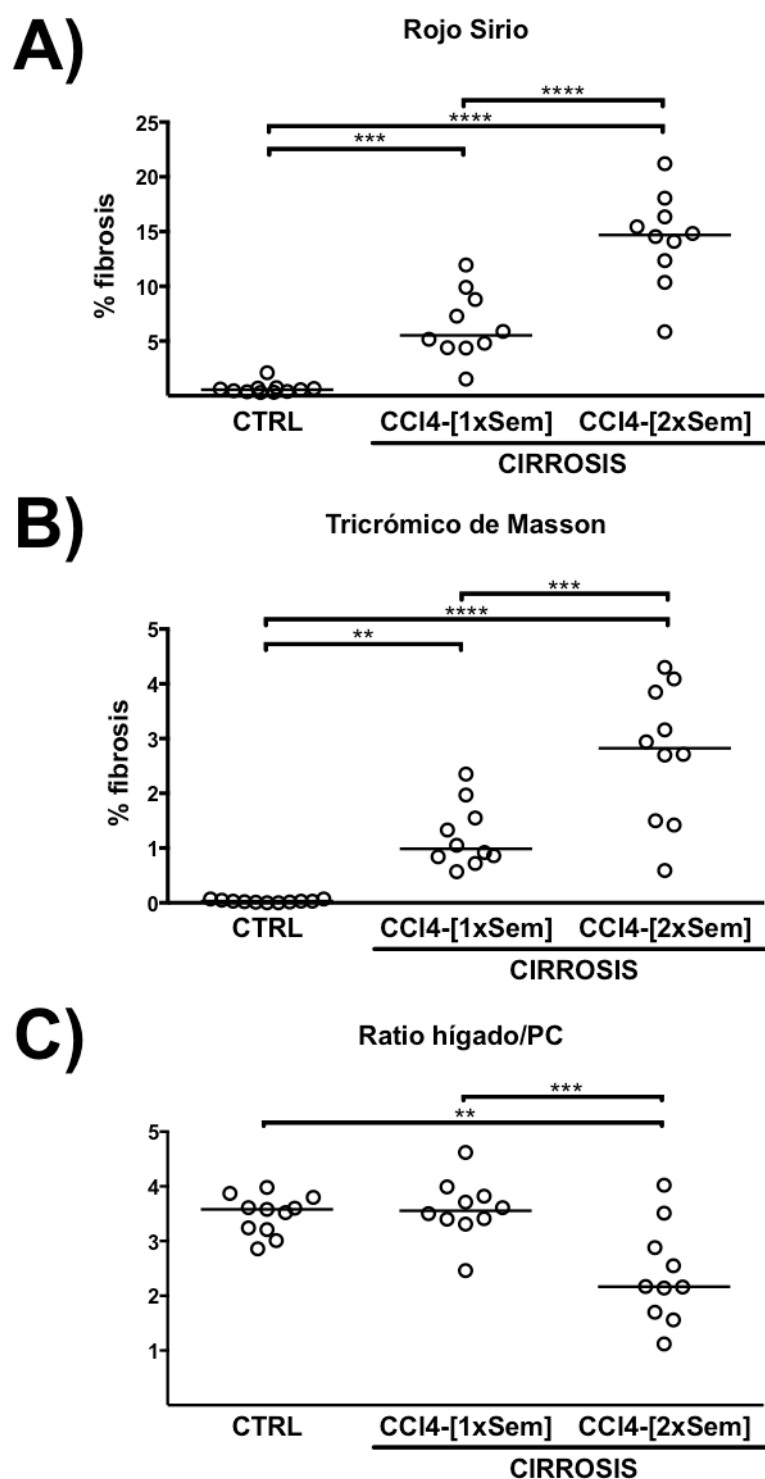 A)
Rojo Sirio
****
****
***
25
20
15
10
5
% fibrosis
CTRL CCl4-[1xSem] CCl4-[2xSem]
CIRROSIS
B)
Tricrómico de Masson
***
****
**
5
4
3
2
1
0
% fibrosis
CTRL CCl4-[1xSem] CCl4-[2xSem]
CIRROSIS
C)
Ratio hígado/PC
***
**
5
4
3
2
1
CTRL CCl4-[1xSem] CCl4-[2xSem]
CIRROSIS